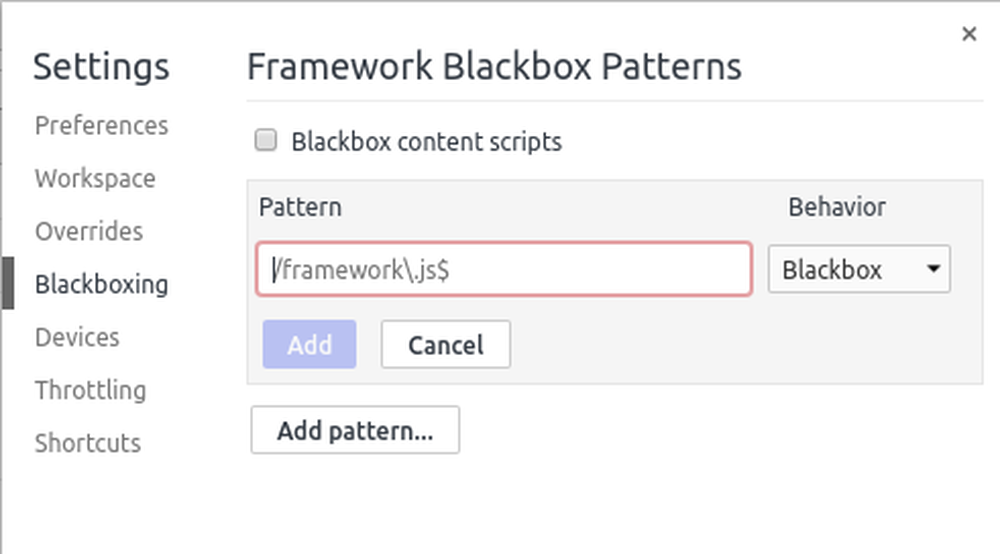 Settings
Preferences
Workspace
Overrides
Blackboxing
Devices
Throttling
Shortcuts
Framework Blackbox Patterns
Blackbox content scripts
Pattern Behavior
/framework\.js$ Blackbox
Add Cancel
Add pattern...